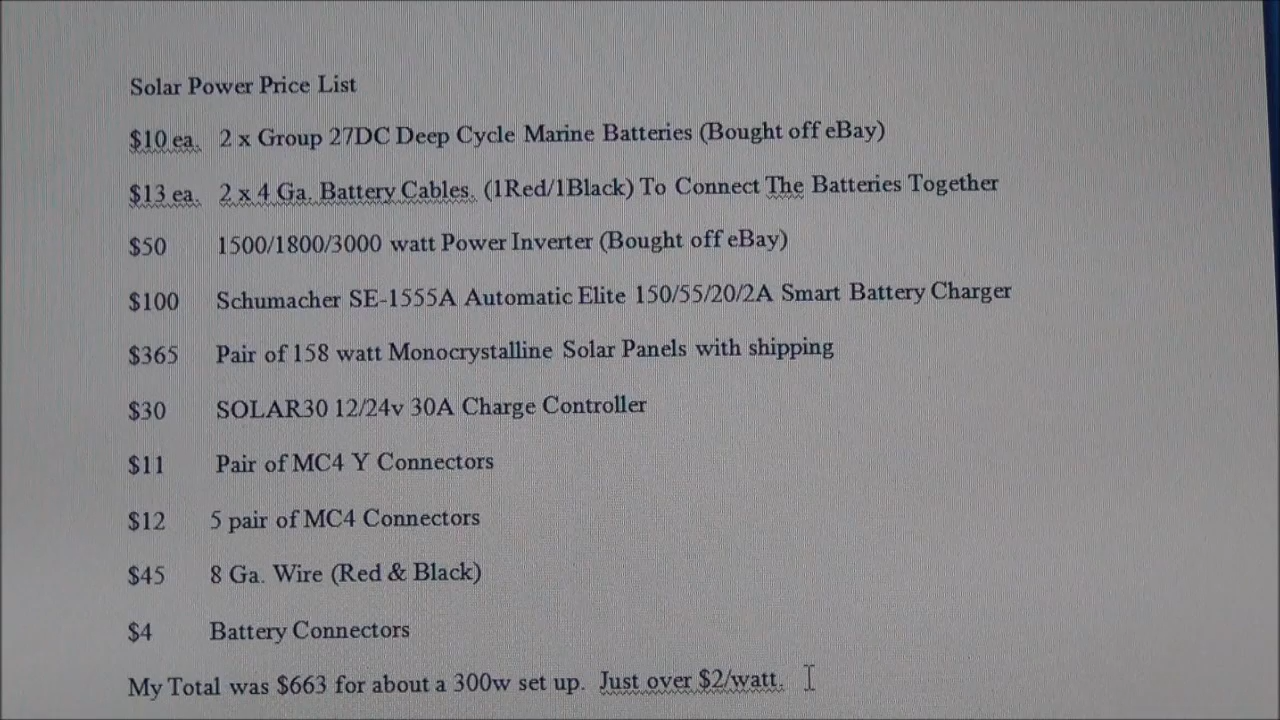 Solar Power Price List
$10 ea. 2 x Group 27DC Deep Cycle Marine Batteries (Bought off eBay)
$13 ea. 2 x 4 Ga. Battery Cables. (1Red/1Black) To Connect The Batteries Together
$50 1500/1800/3000 watt Power Inverter (Bought off eBay)
$100 Schumacher SE-1555A Automatic Elite 150/55/20/2A Smart Battery Charger
$365 Pair of 158 watt Monocrystalline Solar Panels with shipping
$30 SOLAR30 12/24v 30A Charge Controller
$11 Pair of MC4 Y Connectors
$12 5 pair of MC4 Connectors
$45 8 Ga. Wire (Red & Black)
$4 Battery Connectors
My Total was $663 for about a 300w set up. Just over $2/watt.